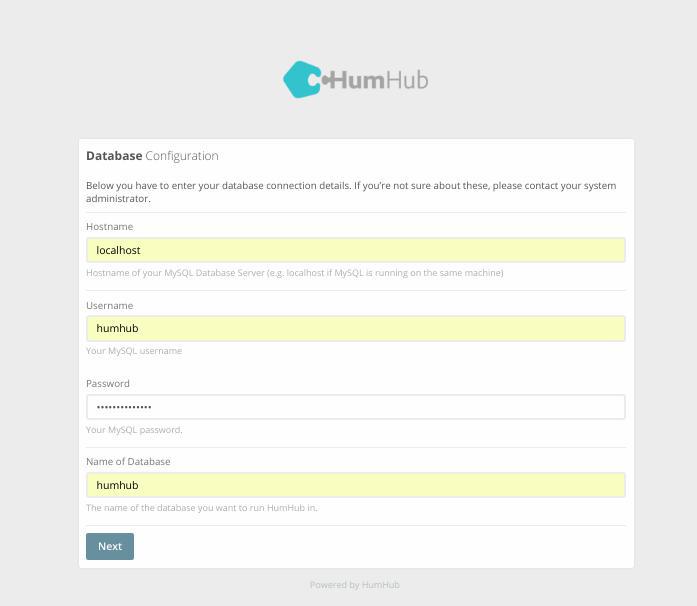 HumHub
Database Configuration
Below you have to enter your database connection details. If you're not sure about these, please contact your system
administrator.
Hostname
localhost
Hostname of your MySQL Database Server (e.g. localhost if MySQL is running on the same machine)
Username
humhub
Your MySQL username
Password
••••••••••••••
Your MySQL password.
Name of Database
humhub
The name of the database you want to run HumHub in.
Next
Powered by HumHub